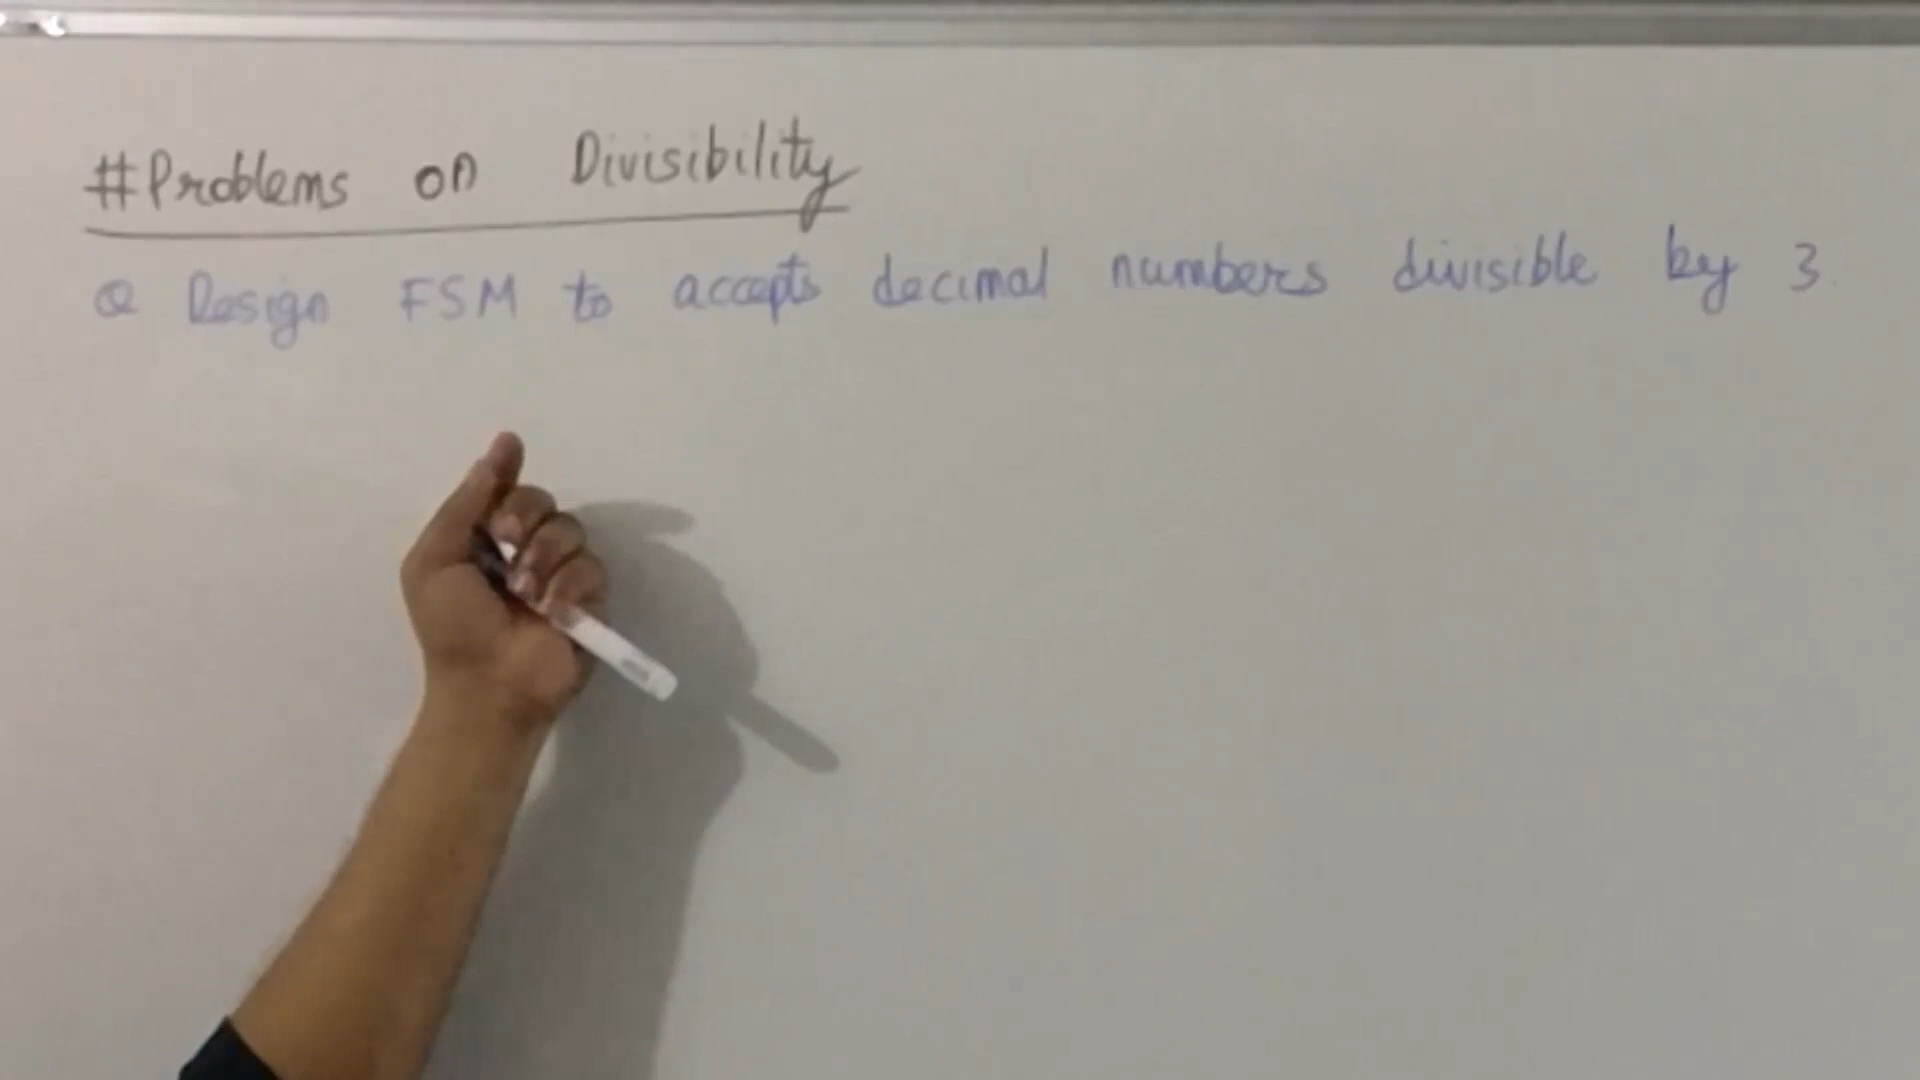 #Problems on Divisibility
Q Design FSM to accepts decimal numbers divisible by 3